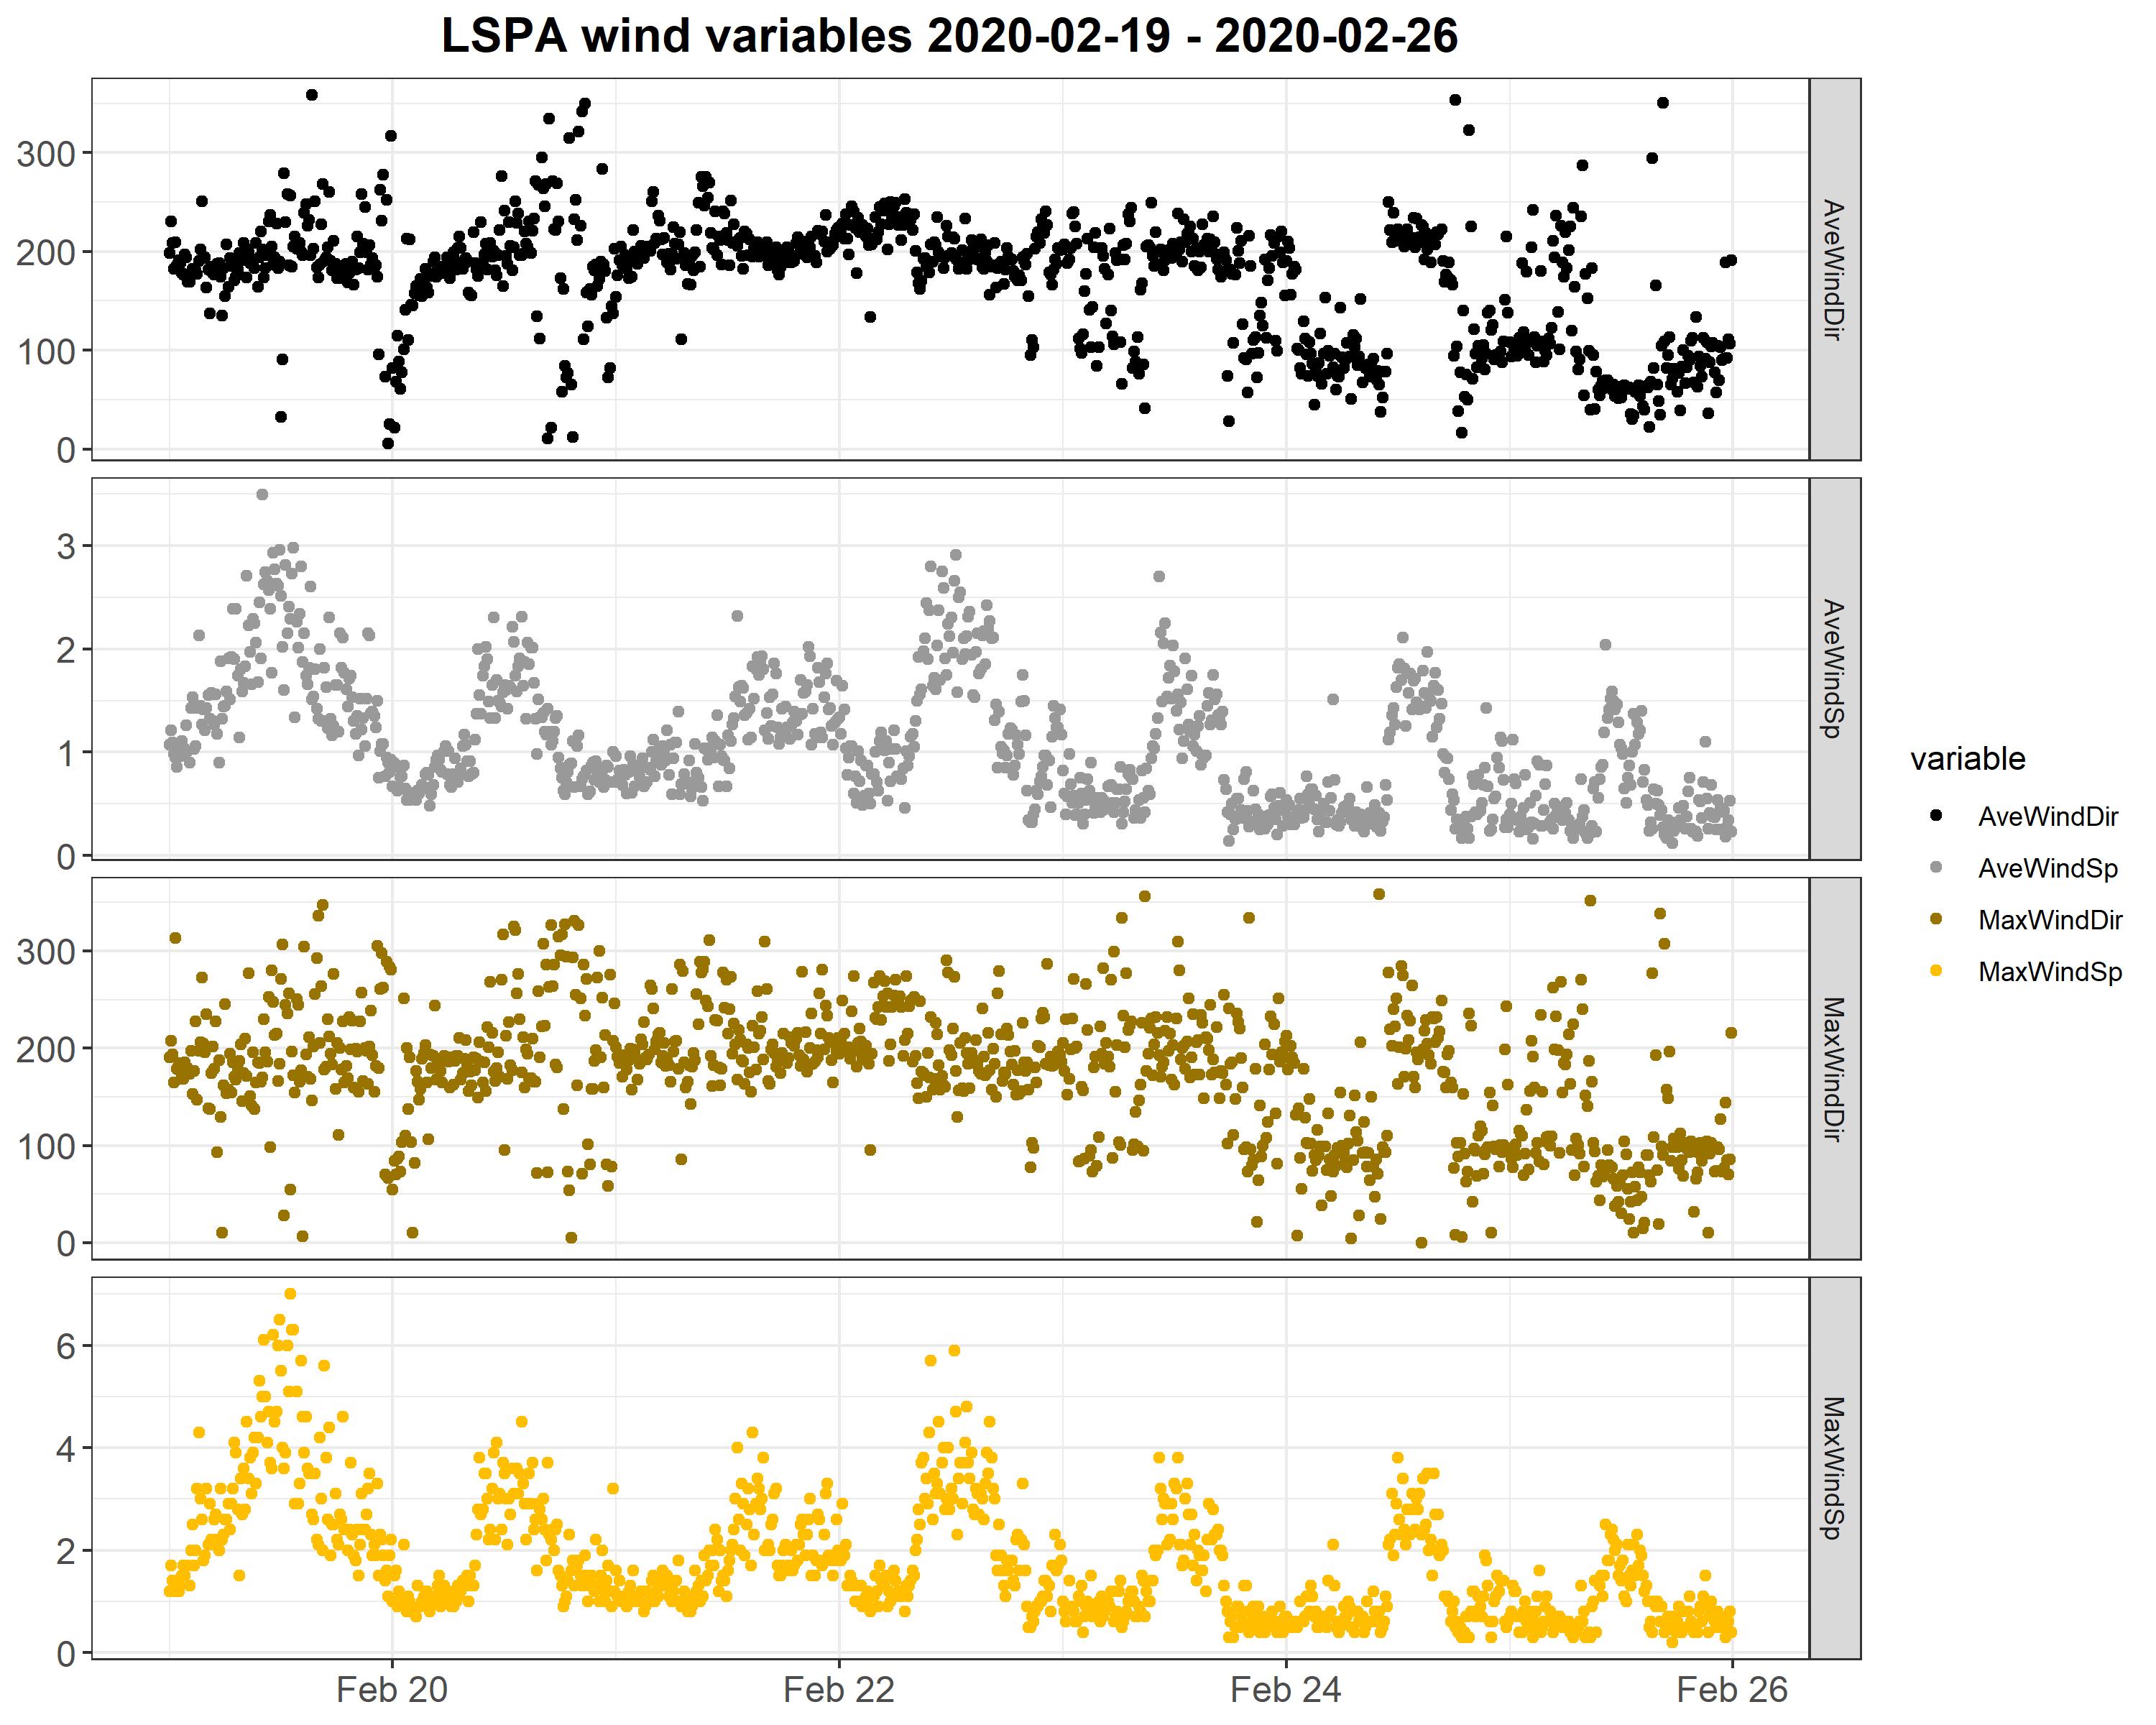 LSPA wind variables 2020-02-19 - 2020-02-26
300
200
100
0
AveWindDir
3
2
1
0
AveWindSp
variable
AveWindDir
AveWindSp
MaxWindDir
MaxWindSp
300
200
100
0
MaxWindDir
6
4
2
0
MaxWindSp
Feb 20 Feb 22 Feb 24 Feb 26